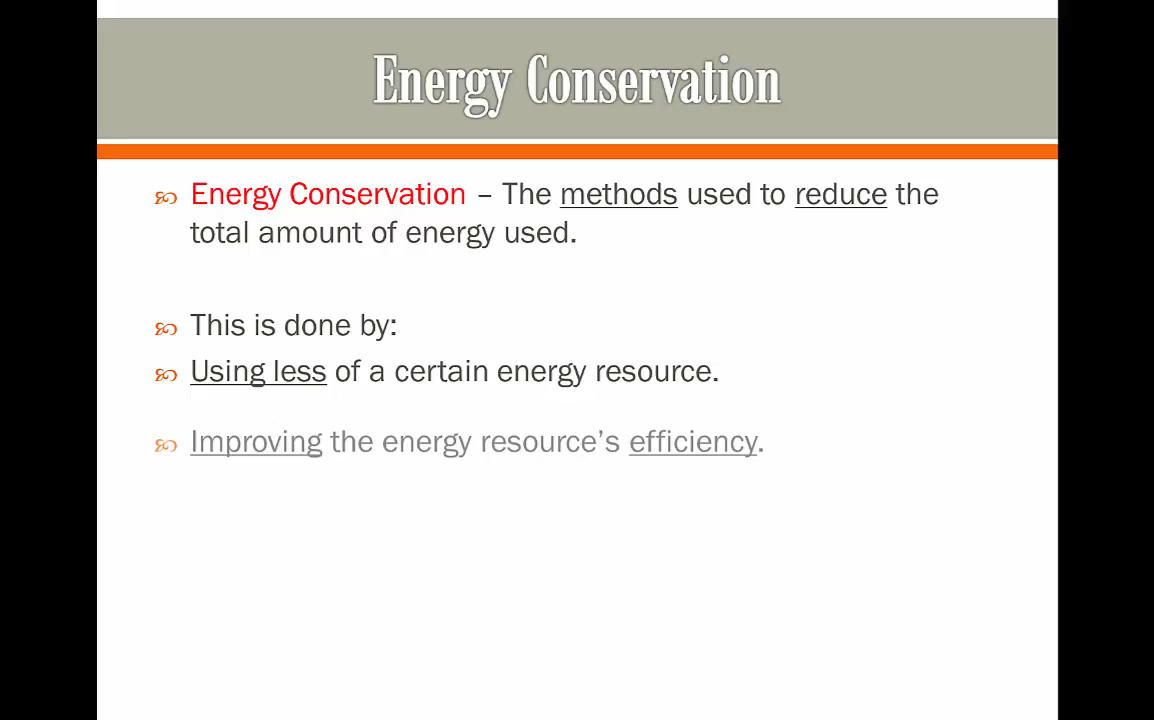 Energy Conservation
Energy Conservation – The methods used to reduce the
total amount of energy used.
This is done by:
Using less of a certain energy resource.
Improving the energy resource’s efficiency.